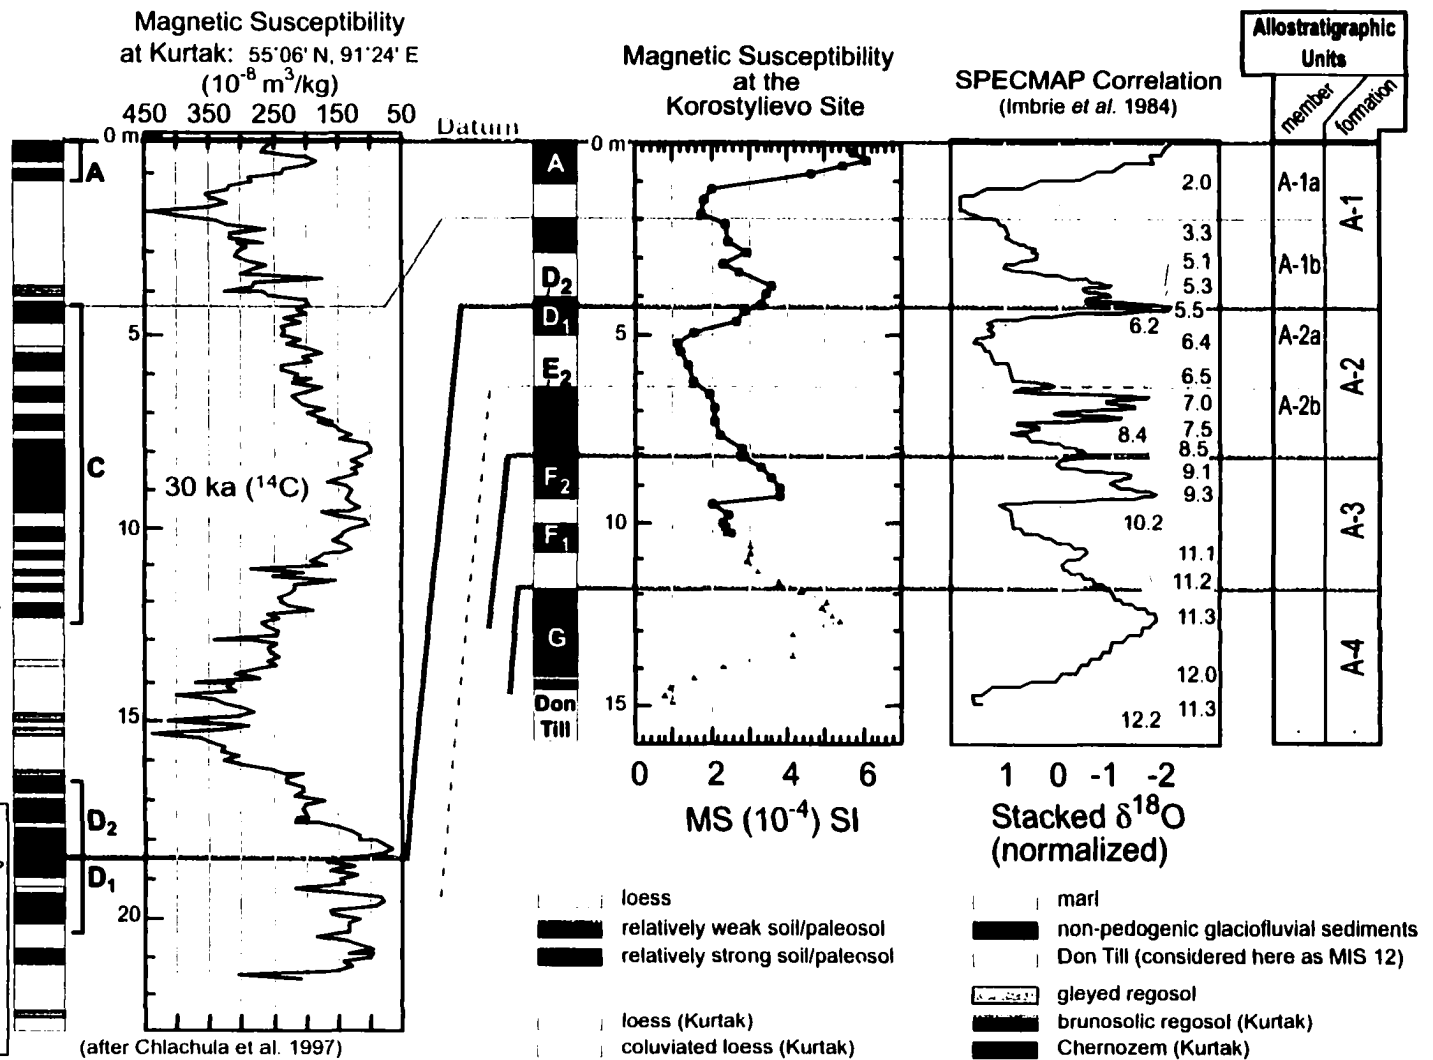 Magnetic Susceptibility
at Kurtak: 55°06' N, 91°24' E
(10⁻⁸ m³/kg)
450 350 250 150 50
0 m
5
10
15
20
A
C
D₂
D₁
30 ka (¹⁴C)
(after Chlachula et al. 1997)
Datum
A
D₂
D₁
E₂
F₂
F₁
G
Don
Till
Magnetic Susceptibility
at the
Korostylievo Site
0 m
5
10
15
0 2 4 6
MS (10⁻⁴) SI
SPECMAP Correlation
(Imbrie et al. 1984)
2.0
3.3
5.1
5.3
5.5
6.2
6.4
6.5
7.0
7.5
8.4
8.5
9.1
9.3
10.2
11.1
11.2
11.3
12.0
11.3
12.2
1 0 -1 -2
Stacked δ¹⁸O
(normalized)
Allostratigraphic
Units
member
formation
A-1a
A-1b
A-2a
A-2b
A-1
A-2
A-3
A-4
loess
relatively weak soil/paleosol
relatively strong soil/paleosol
loess (Kurtak)
coluviated loess (Kurtak)
marl
non-pedogenic glaciofluvial sediments
Don Till (considered here as MIS 12)
gleyed regosol
brunosolic regosol (Kurtak)
Chernozem (Kurtak)